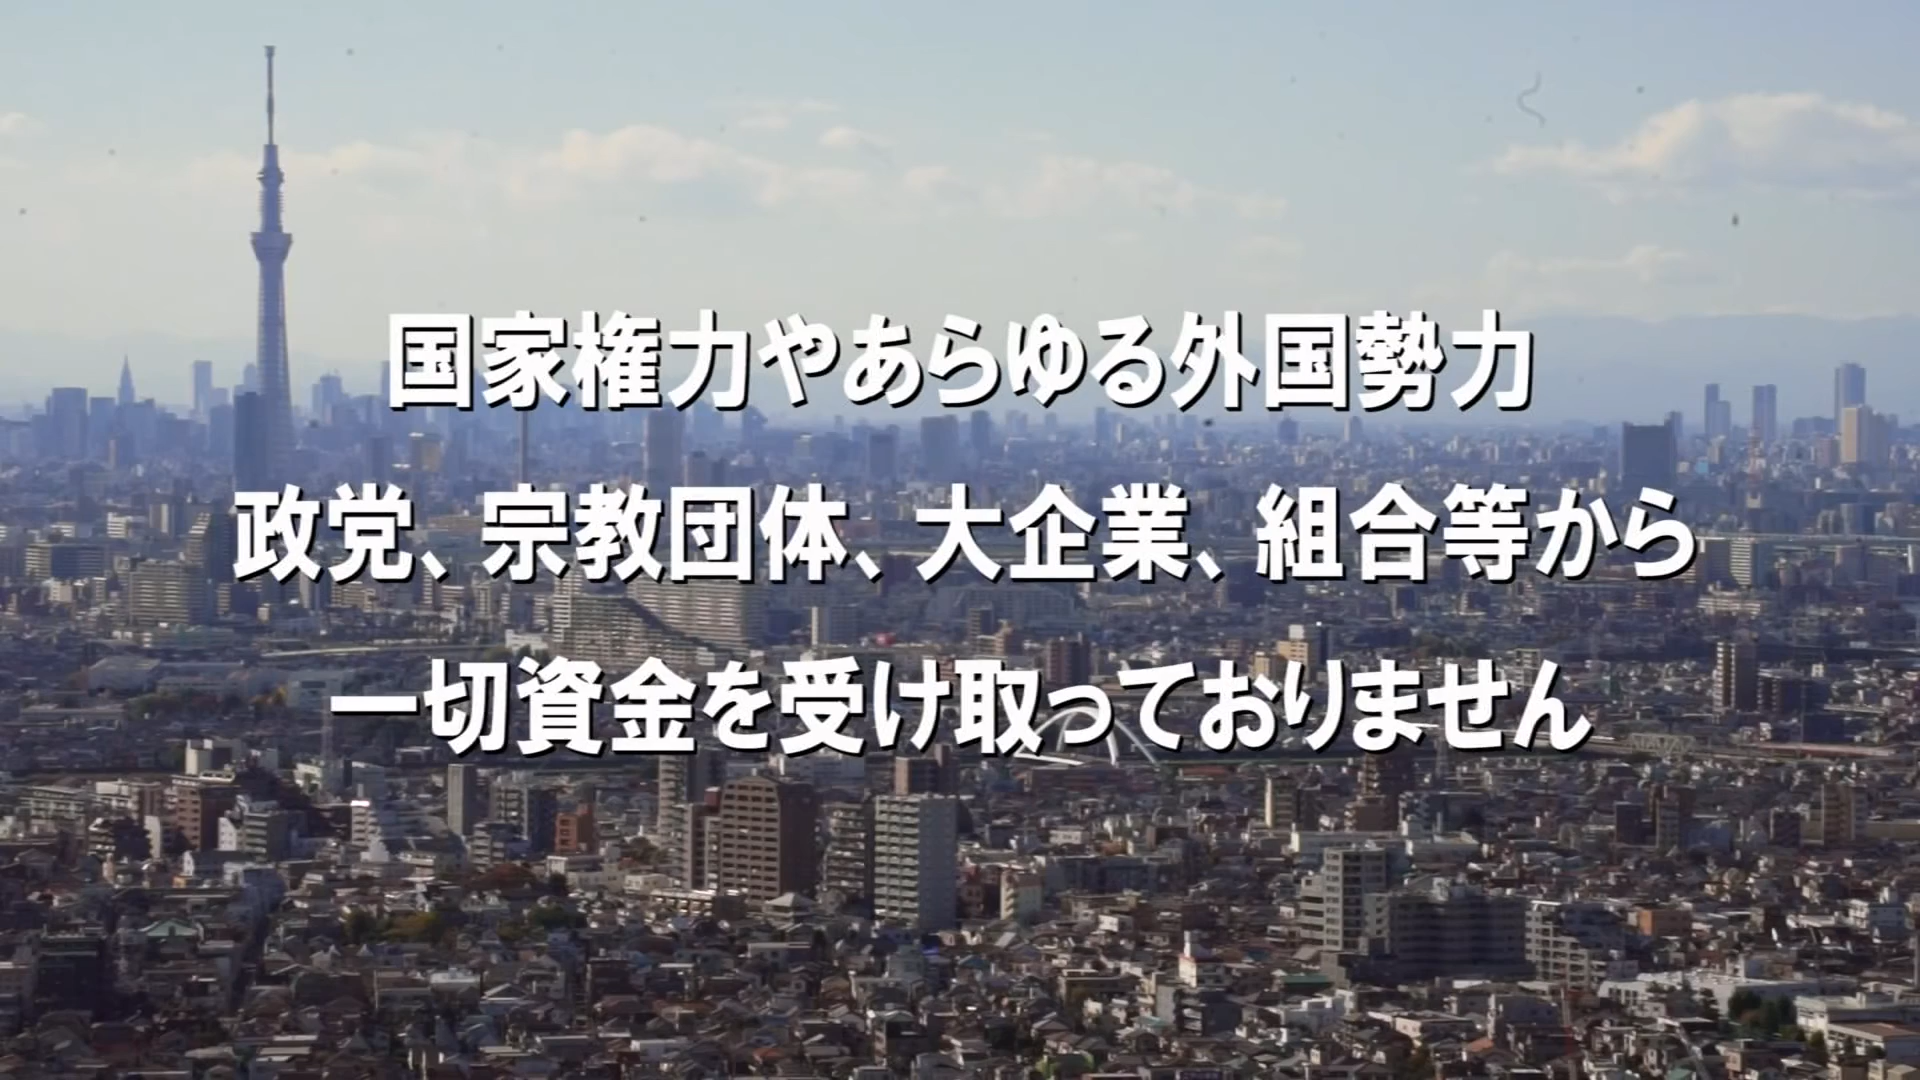 国家権力やあらゆる外国勢力
政党、宗教団体、大企業、組合等から
一切資金を受け取っておりません